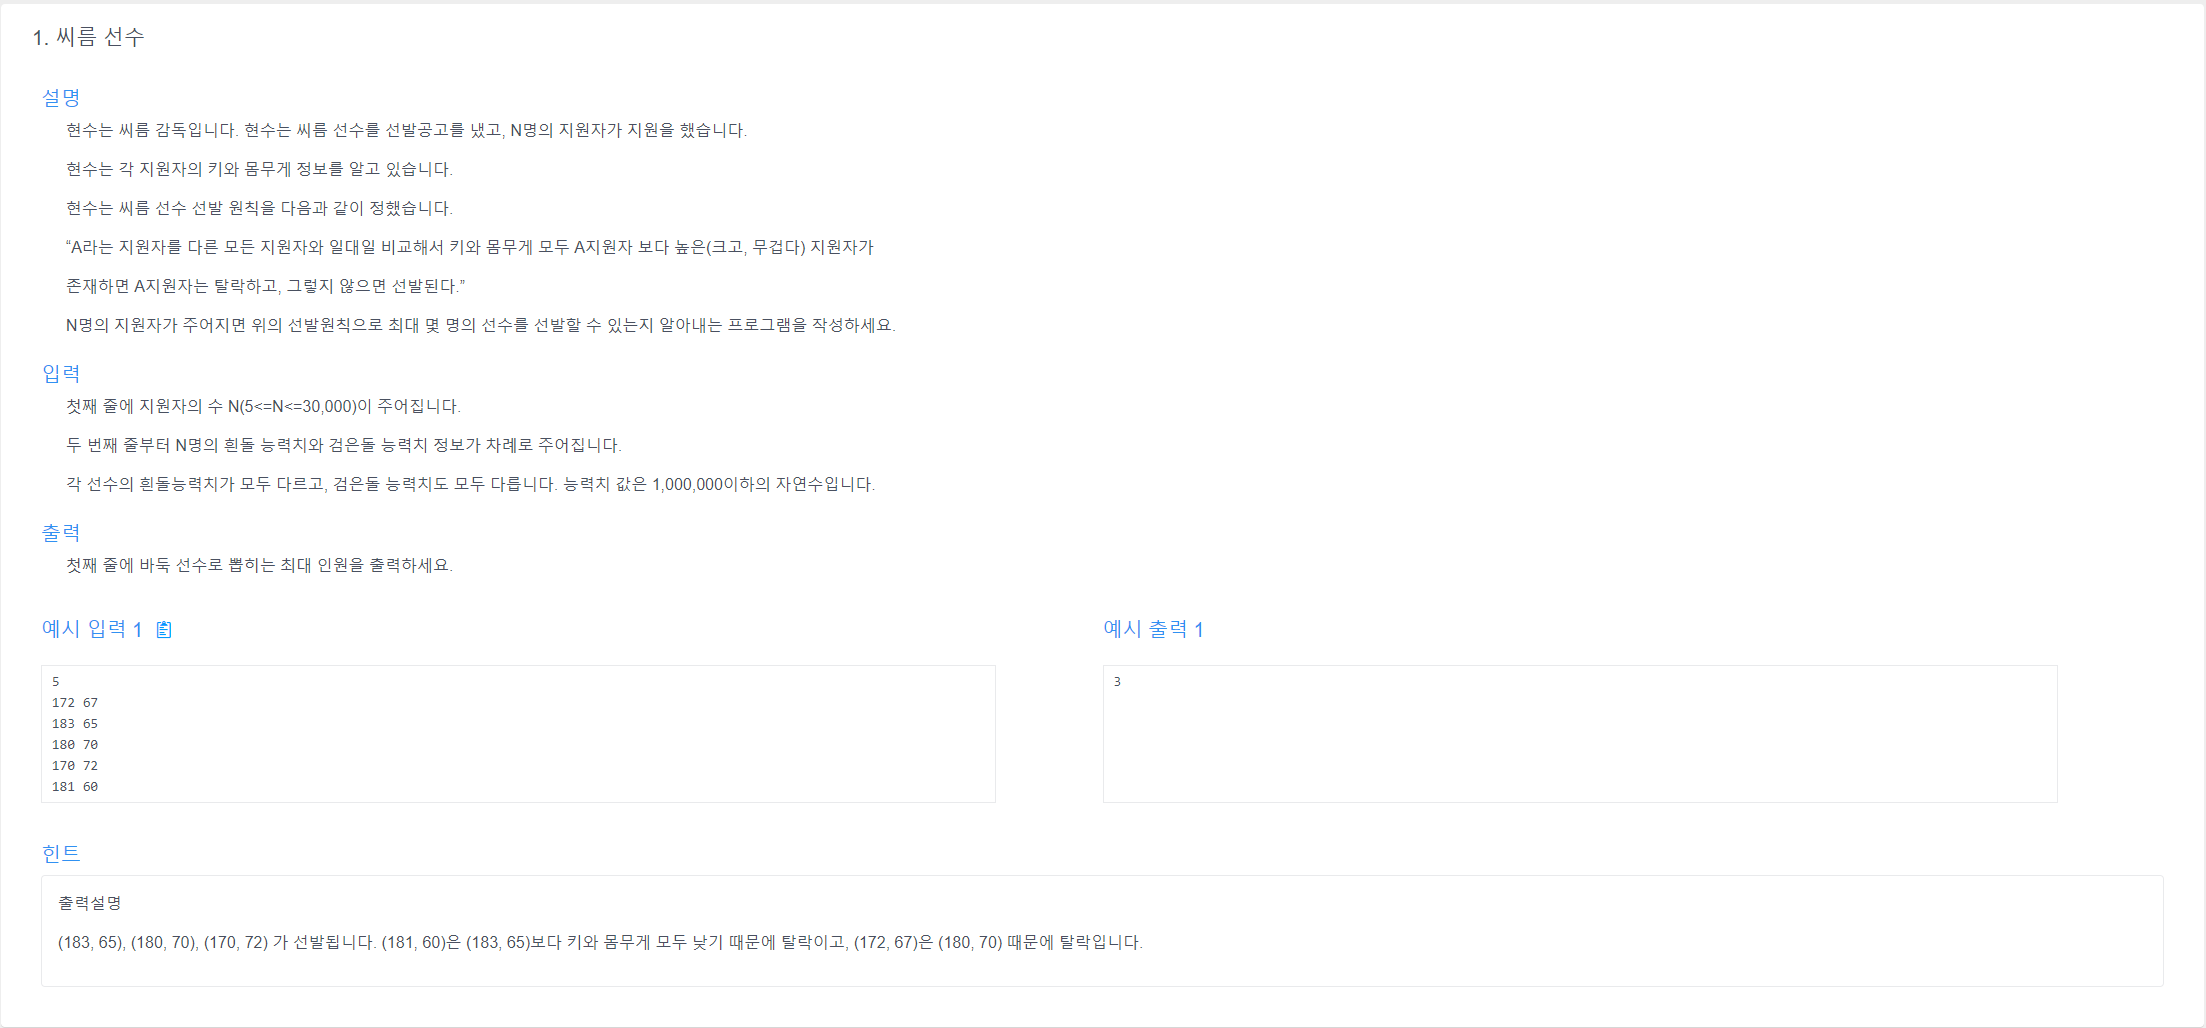 1. 씨름 선수
설명
현수는 씨름 감독입니다. 현수는 씨름 선수를 선발공고를 냈고, N명의 지원자가 지원을 했습니다.
현수는 각 지원자의 키와 몸무게 정보를 알고 있습니다.
현수는 씨름 선수 선발 원칙을 다음과 같이 정했습니다.
“A라는 지원자를 다른 모든 지원자와 일대일 비교해서 키와 몸무게 모두 A지원자 보다 높은(크고, 무겁다) 지원자가
존재하면 A지원자는 탈락하고, 그렇지 않으면 선발된다.”
N명의 지원자가 주어지면 위의 선발원칙으로 최대 몇 명의 선수를 선발할 수 있는지 알아내는 프로그램을 작성하세요.
입력
첫째 줄에 지원자의 수 N(5<=N<=30,000)이 주어집니다.
두 번째 줄부터 N명의 흰돌 능력치와 검은돌 능력치 정보가 차례로 주어집니다.
각 선수의 흰돌능력치가 모두 다르고, 검은돌 능력치도 모두 다릅니다. 능력치 값은 1,000,000이하의 자연수입니다.
출력
첫째 줄에 바둑 선수로 뽑히는 최대 인원을 출력하세요.
예시 입력 1
5
172 67
183 65
180 70
170 72
181 60
예시 출력 1
3
힌트
출력설명
(183, 65), (180, 70), (170, 72) 가 선발됩니다. (181, 60)은 (183, 65)보다 키와 몸무게 모두 낮기 때문에 탈락이고, (172, 67)은 (180, 70) 때문에 탈락입니다.